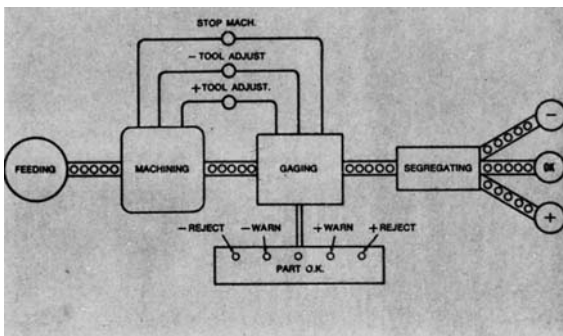 STOP MACH.
- TOOL ADJUST
+ TOOL ADJUST.
FEEDING
MACHINING
GAGING
SEGREGATING
-
OK
+
- REJECT
- WARN
+ WARN
+ REJECT
PART O.K.